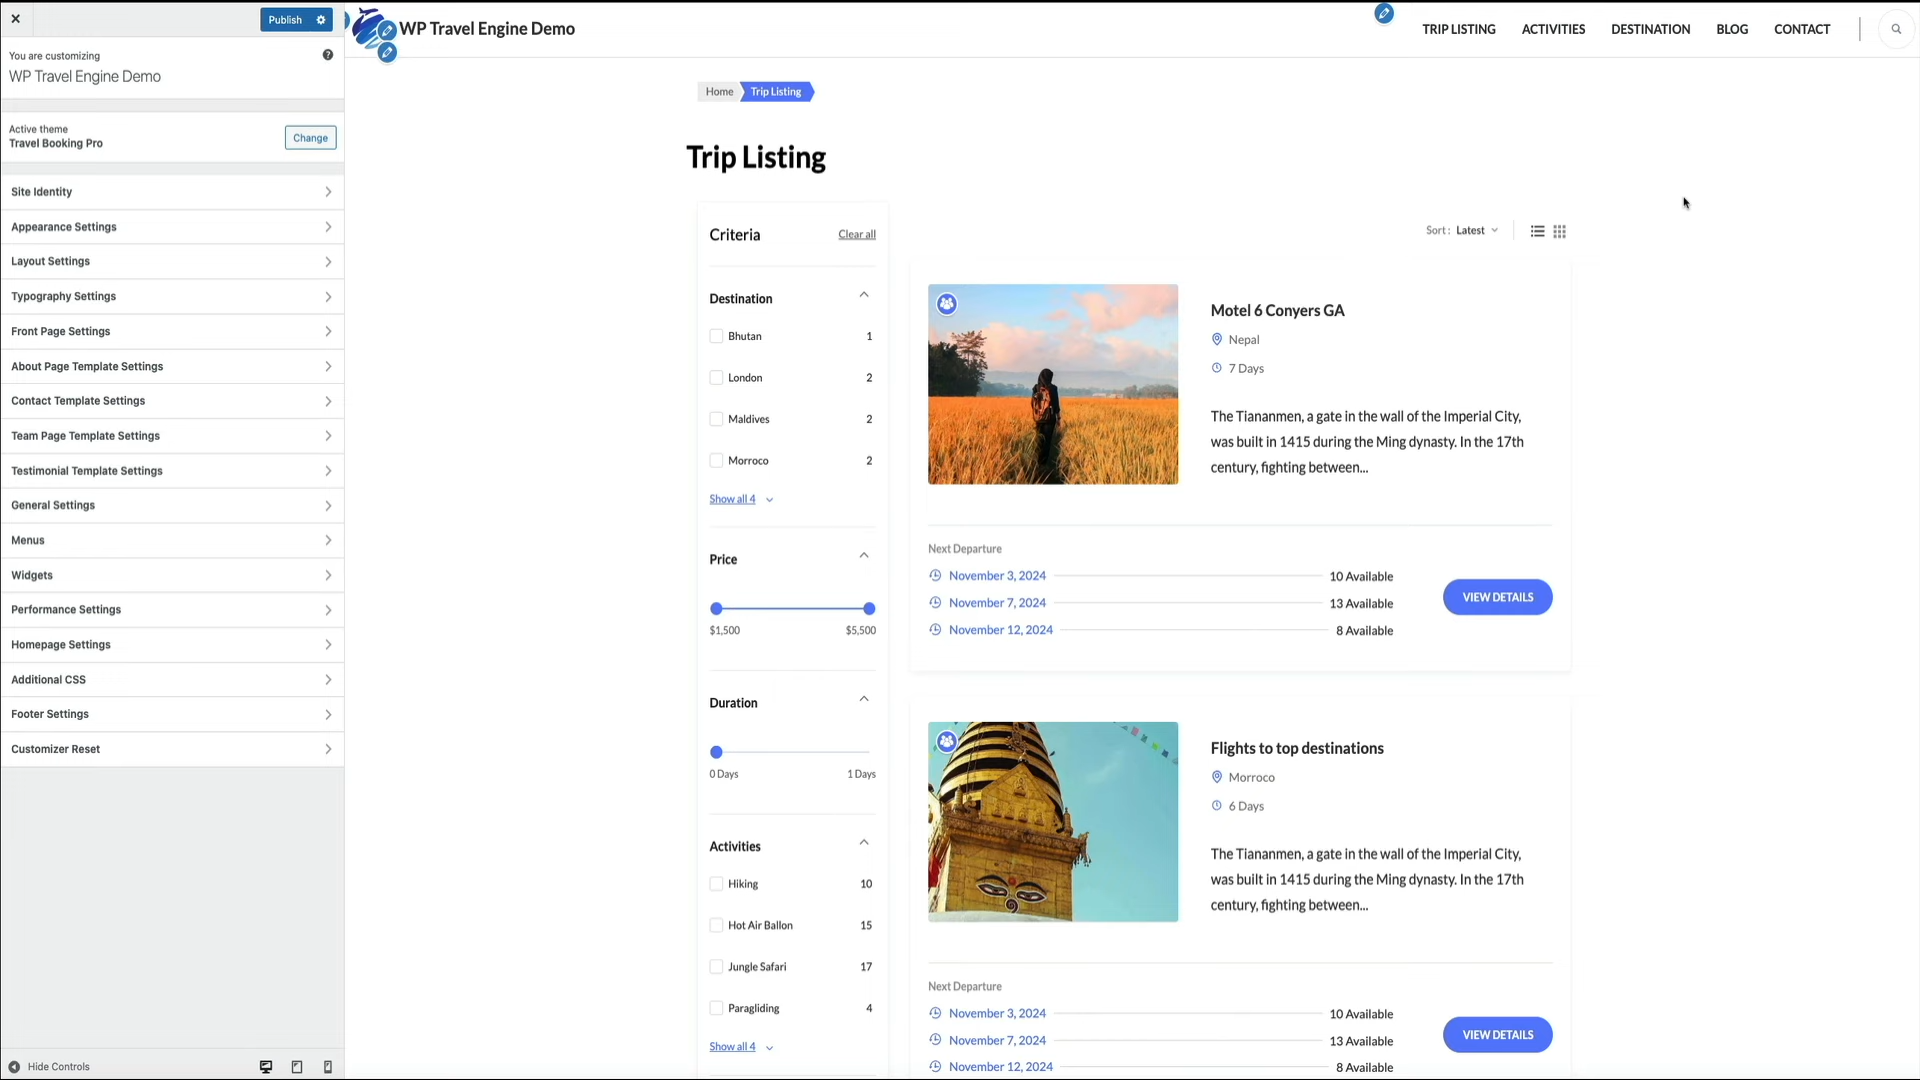 Publish
You are customizing
WP Travel Engine Demo
Active theme
Travel Booking Pro
Change
Site Identity
Appearance Settings
Layout Settings
Typography Settings
Front Page Settings
About Page Template Settings
Contact Template Settings
Team Page Template Settings
Testimonial Template Settings
General Settings
Menus
Widgets
Performance Settings
Homepage Settings
Additional CSS
Footer Settings
Customizer Reset
Hide Controls
WP Travel Engine Demo
TRIP LISTING ACTIVITIES DESTINATION BLOG CONTACT
Home Trip Listing
Trip Listing
Criteria Clear all
Destination
Bhutan 1
London 2
Maldives 2
Morroco 2
Show all 4
Price
$1,500 $5,500
Duration
0 Days 1 Days
Activities
Hiking 10
Hot Air Ballon 15
Jungle Safari 17
Paragliding 4
Show all 4
Sort : Latest
Motel 6 Conyers GA
Nepal
7 Days
The Tiananmen, a gate in the wall of the Imperial City,
was built in 1415 during the Ming dynasty. In the 17th
century, fighting between...
Next Departure
November 3, 2024 10 Available
November 7, 2024 13 Available
November 12, 2024 8 Available
VIEW DETAILS
Flights to top destinations
Morroco
6 Days
The Tiananmen, a gate in the wall of the Imperial City,
was built in 1415 during the Ming dynasty. In the 17th
century, fighting between...
Next Departure
November 3, 2024 10 Available
November 7, 2024 13 Available
November 12, 2024 8 Available
VIEW DETAILS